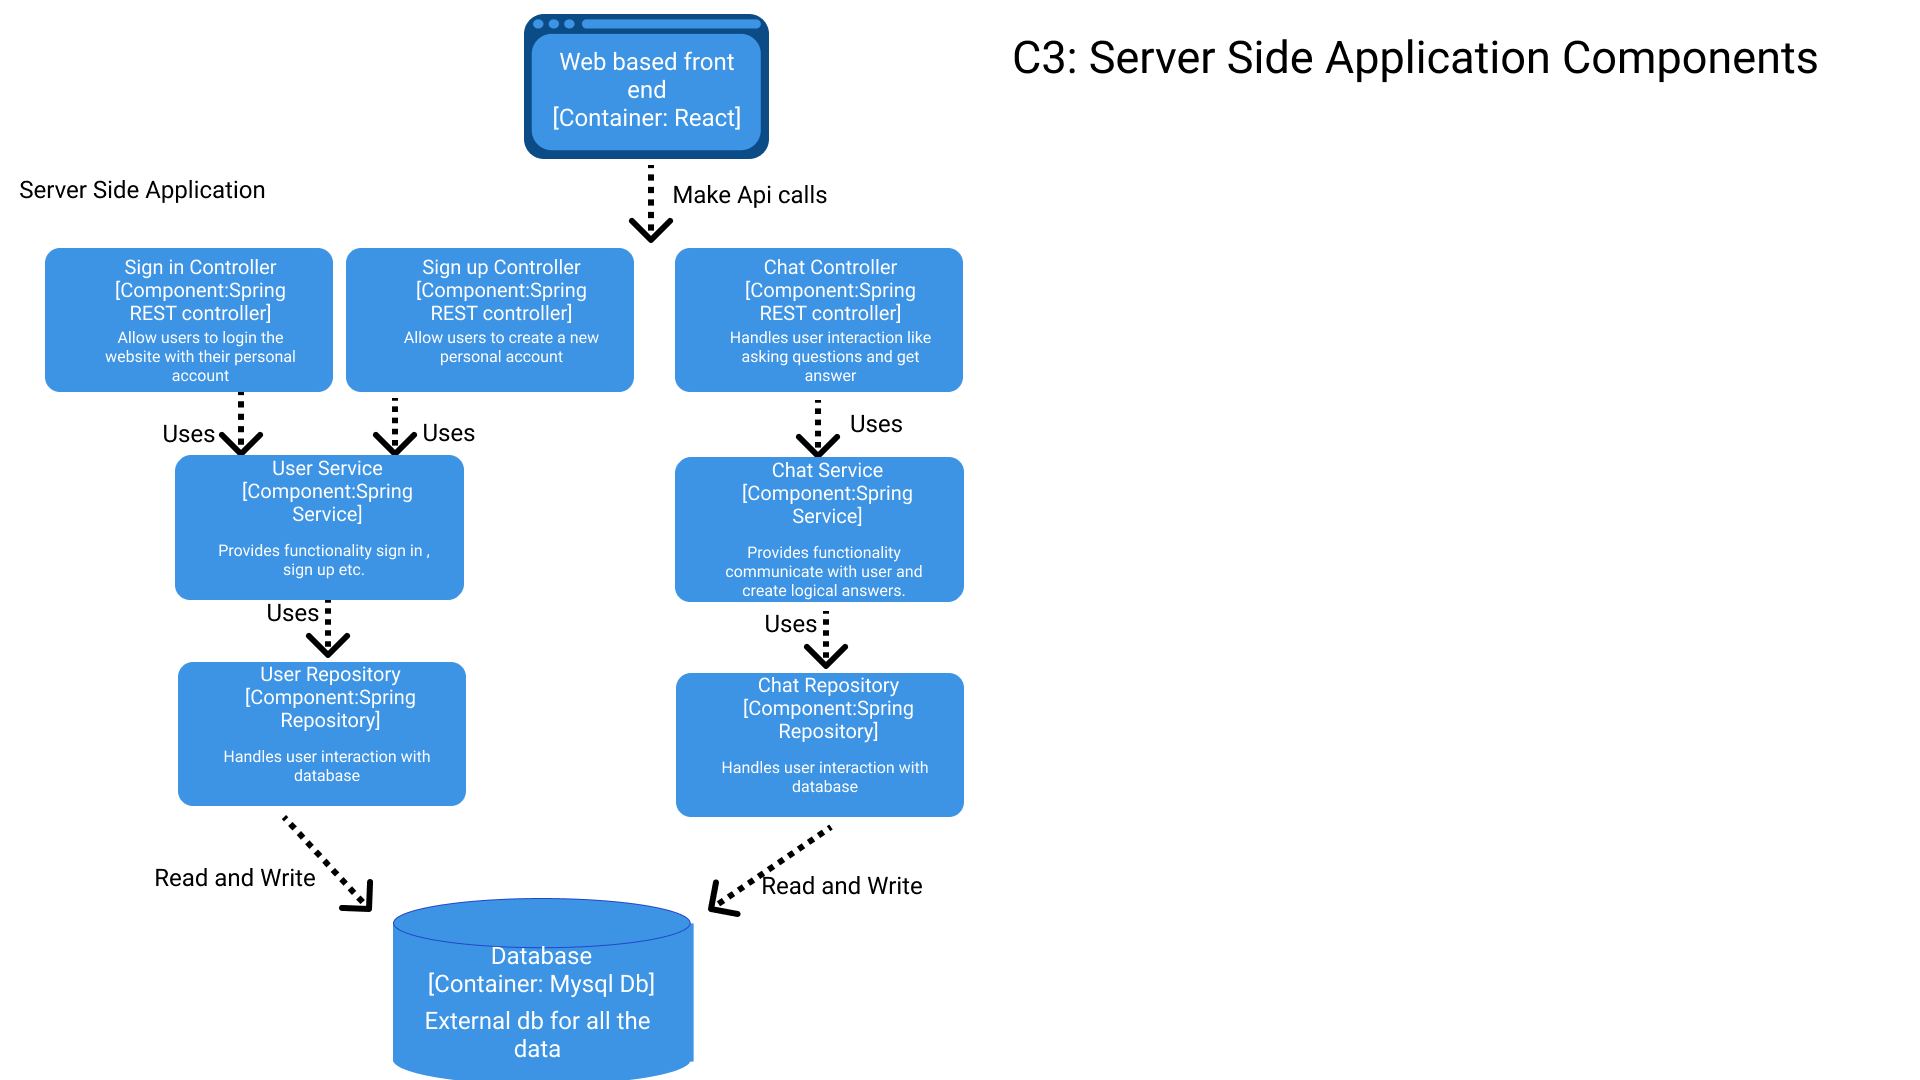 C3: Server Side Application Components
Web based front
end
[Container: React]
Make Api calls
Server Side Application
Sign in Controller
[Component:Spring
REST controller]
Allow users to login the
website with their personal
account
Sign up Controller
[Component:Spring
REST controller]
Allow users to create a new
personal account
Chat Controller
[Component:Spring
REST controller]
Handles user interaction like
asking questions and get
answer
Uses
Uses
Uses
User Service
[Component:Spring
Service]
Provides functionality sign in ,
sign up etc.
Chat Service
[Component:Spring
Service]
Provides functionality
communicate with user and
create logical answers.
Uses
Uses
User Repository
[Component:Spring
Repository]
Handles user interaction with
database
Chat Repository
[Component:Spring
Repository]
Handles user interaction with
database
Read and Write
Read and Write
Database
[Container: Mysql Db]
External db for all the
data